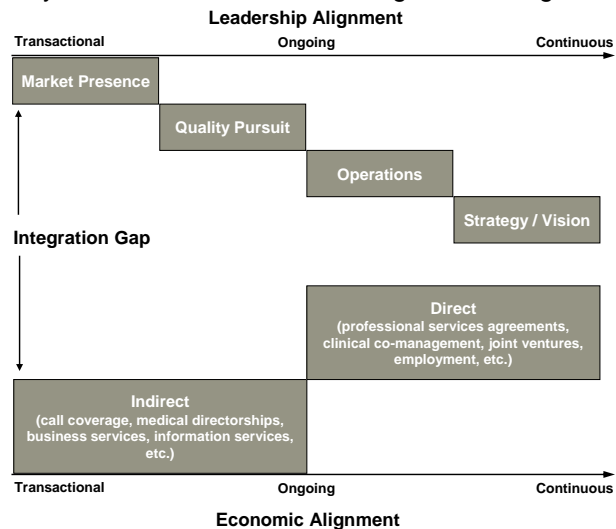 Leadership Alignment
Transactional Ongoing Continuous
Market Presence
Quality Pursuit
Operations
Strategy / Vision
Integration Gap
Direct
(professional services agreements,
clinical co-management, joint ventures,
employment, etc.)
Indirect
(call coverage, medical directorships,
business services, information services,
etc.)
Transactional Ongoing Continuous
Economic Alignment